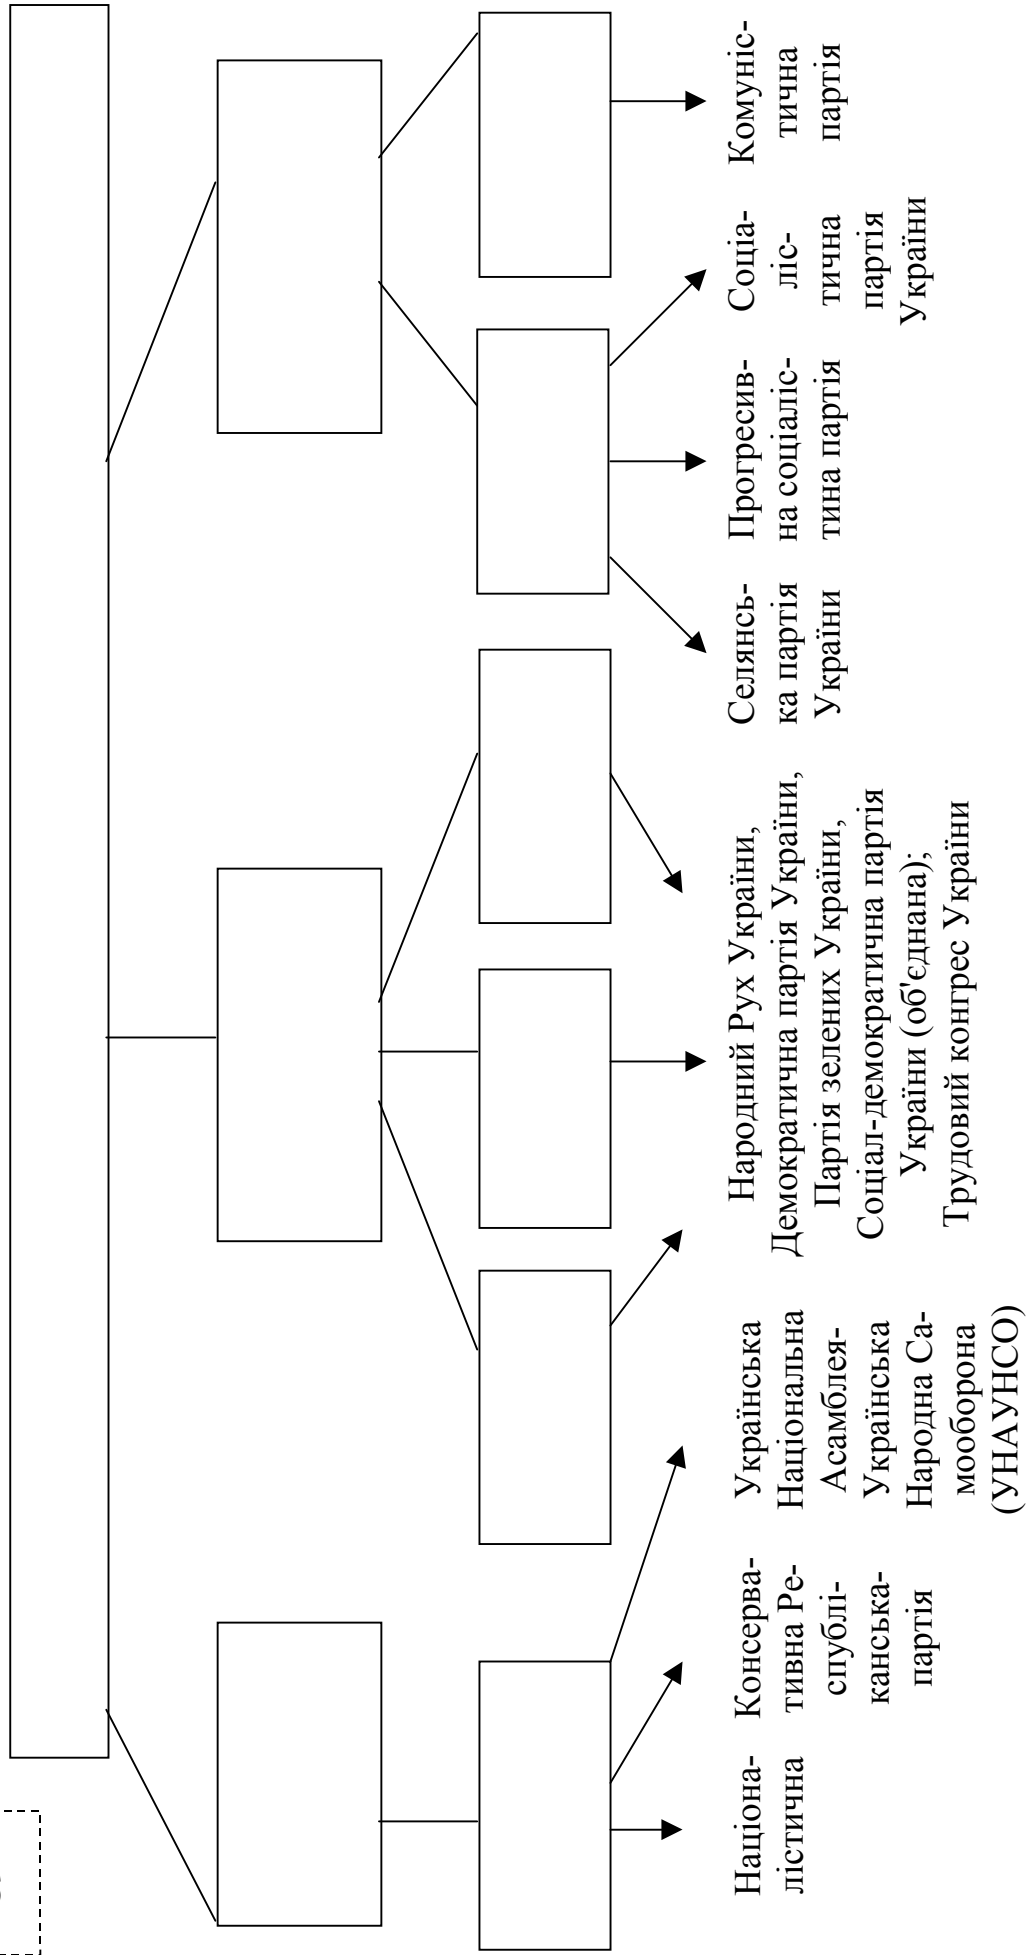 Націона-
лістична
Консерва-
тивна Ре-
спублі-
канська-
партія
Українська
Національна
Асамблея-
Українська
Народна Са-
мооборона
(УНАУНСО)
Народний Рух України,
Демократична партія України,
Партія зелених України,
Соціал-демократична партія
України (об'єднана);
Трудовий конгрес України
Селянсь-
ка партія
України
Прогресив-
на соціаліс-
тина партія
Соціа-
ліс-
тична
партія
України
Комуніс-
тична
партія